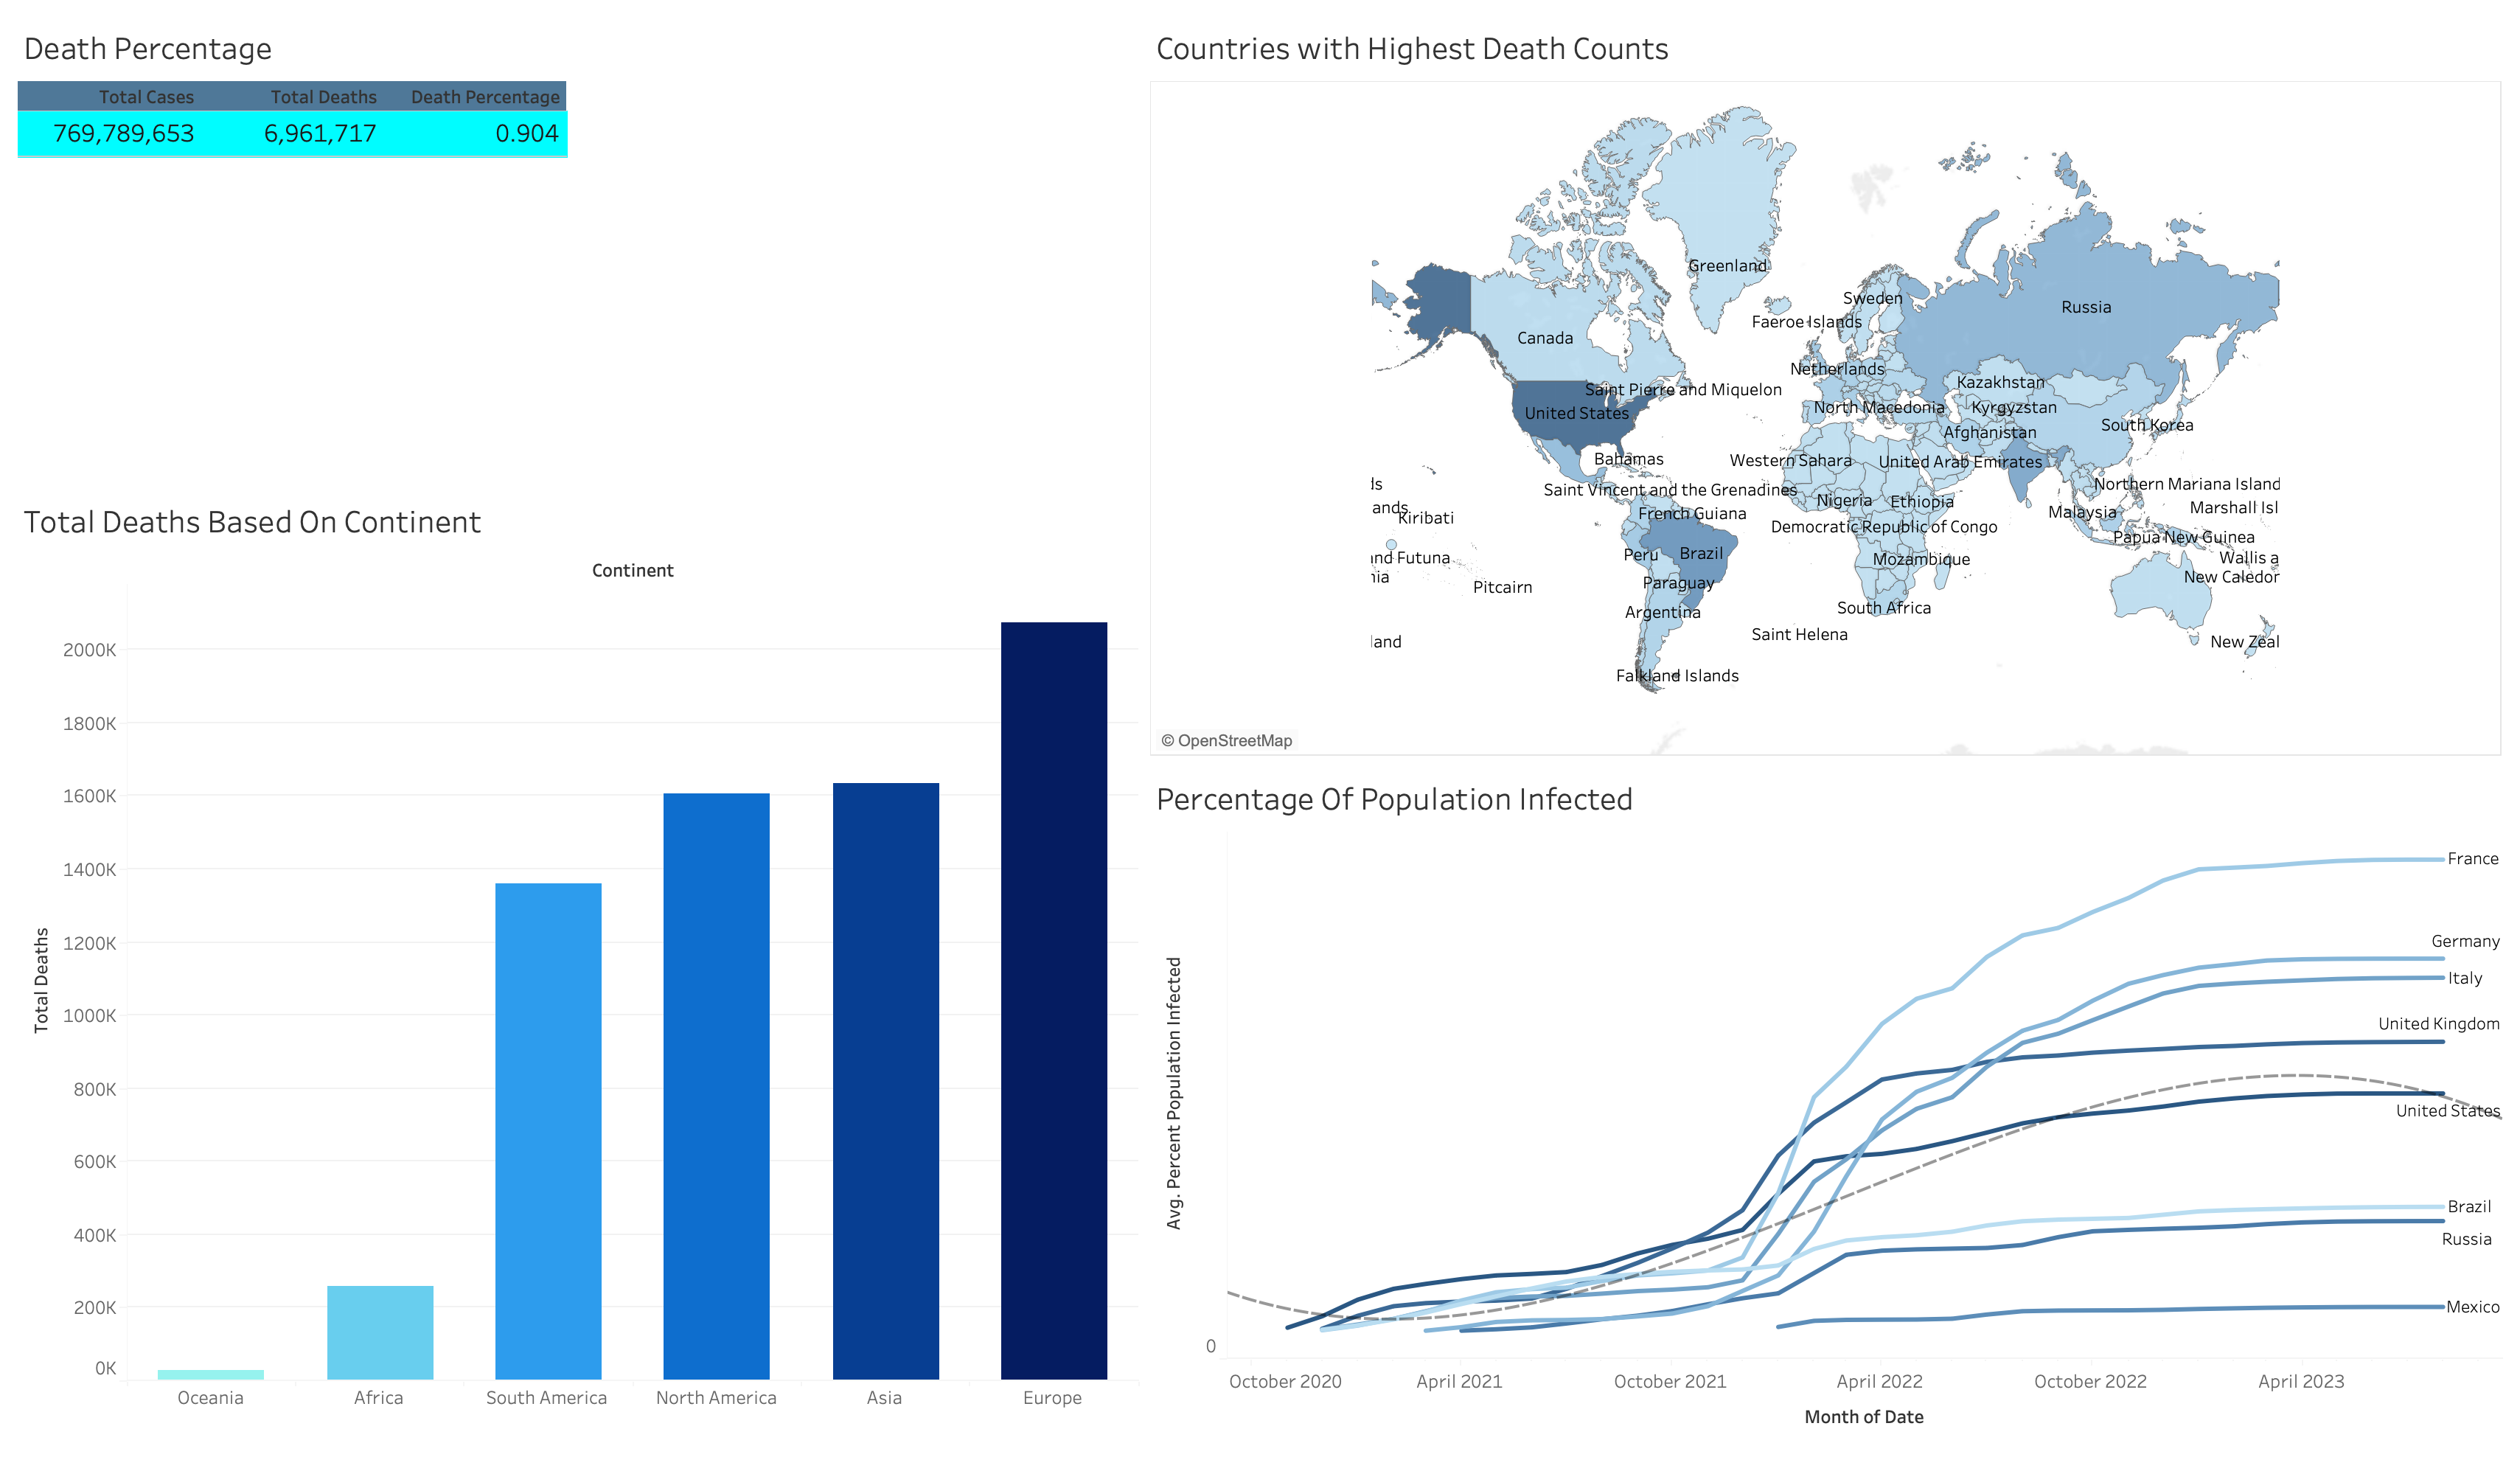 Death Percentage
Total Cases Total Deaths Death Percentage
769,789,653 6,961,717 0.904
Total Deaths Based On Continent
Continent
Total Deaths
2000K
1800K
1600K
1400K
1200K
1000K
800K
600K
400K
200K
0K
Oceania Africa South America North America Asia Europe
Countries with Highest Death Counts
Greenland
Sweden
Russia
Faeroe Islands
Canada
Netherlands
Kazakhstan
Saint Pierre and Miquelon
United States
North Macedonia
Kyrgyzstan
South Korea
Afghanistan
Bahamas
Western Sahara
United Arab Emirates
ls
Northern Mariana Island
Saint Vincent and the Grenadines
Nigeria
Ethiopia
ands
Kiribati
French Guiana
Malaysia
Marshall Isl
Democratic Republic of Congo
Papua New Guinea
Peru
Brazil
nd Futuna
Mozambique
Wallis a
nia
Pitcairn
Paraguay
New Caledor
Argentina
South Africa
Saint Helena
land
New Zeal
Falkland Islands
© OpenStreetMap
Percentage Of Population Infected
Avg. Percent Population Infected
France
Germany
Italy
United Kingdom
United States
Brazil
Russia
Mexico
0
October 2020 April 2021 October 2021 April 2022 October 2022 April 2023
Month of Date